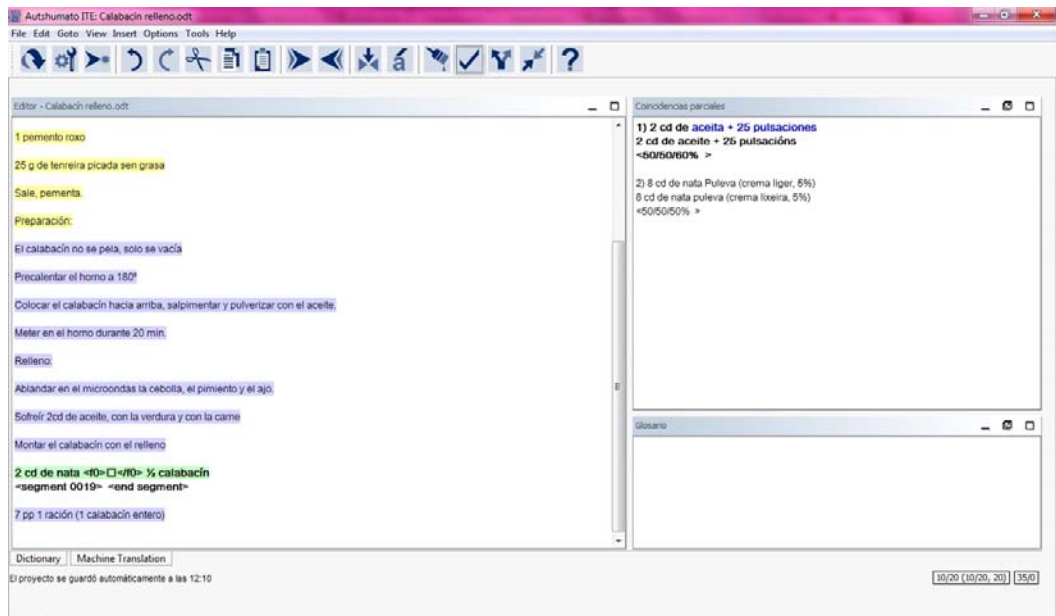 Autshumato ITE: Calabacín relleno.odt
File Edit Goto View Insert Options Tools Help
Editor - Calabacín relleno.odt
1 pemento roxo
25 g de tenreira picada sen grasa
Sale, pementa.
Preparación:
El calabacín no se pela, solo se vacía
Precalentar el horno a 180º
Colocar el calabacín hacia arriba, salpimentar y pulverizar con el aceite.
Meter en el horno durante 20 min.
Relleno:
Ablandar en el microondas la cebolla, el pimiento y el ajo.
Sofreír 2cd de aceite, con la verdura y con la carne
Montar el calabacín con el relleno
2 cd de nata <f0>□</f0> ½ calabacín
<segment 0019> <end segment>
7 pp 1 ración (1 calabacín entero)
Coincidencias parciales
1) 2 cd de aceita + 25 pulsaciones
2 cd de aceite + 25 pulsacións
<50/50/60% >
2) 8 cd de nata Puleva (crema liger, 5%)
8 cd de nata puleva (crema lixeira, 5%)
<50/50/50% >
Glosario
Dictionary Machine Translation
El proyecto se guardó automáticamente a las 12:10
10/20 (10/20, 20) 35/0